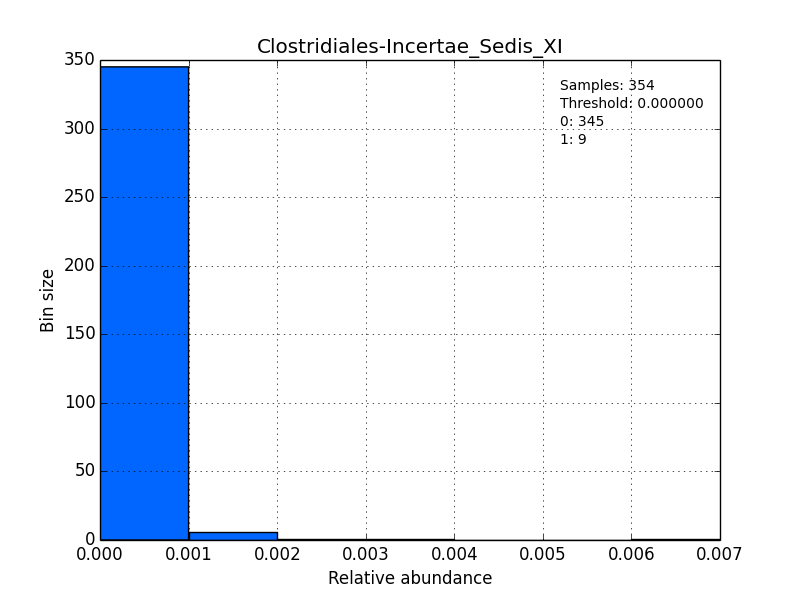 Clostridiales-Incertae_Sedis_XI
350
300
250
200
150
100
50
0
Samples: 354
Threshold: 0.000000
0: 345
1: 9
Bin size
0.000 0.001 0.002 0.003 0.004 0.005 0.006 0.007
Relative abundance